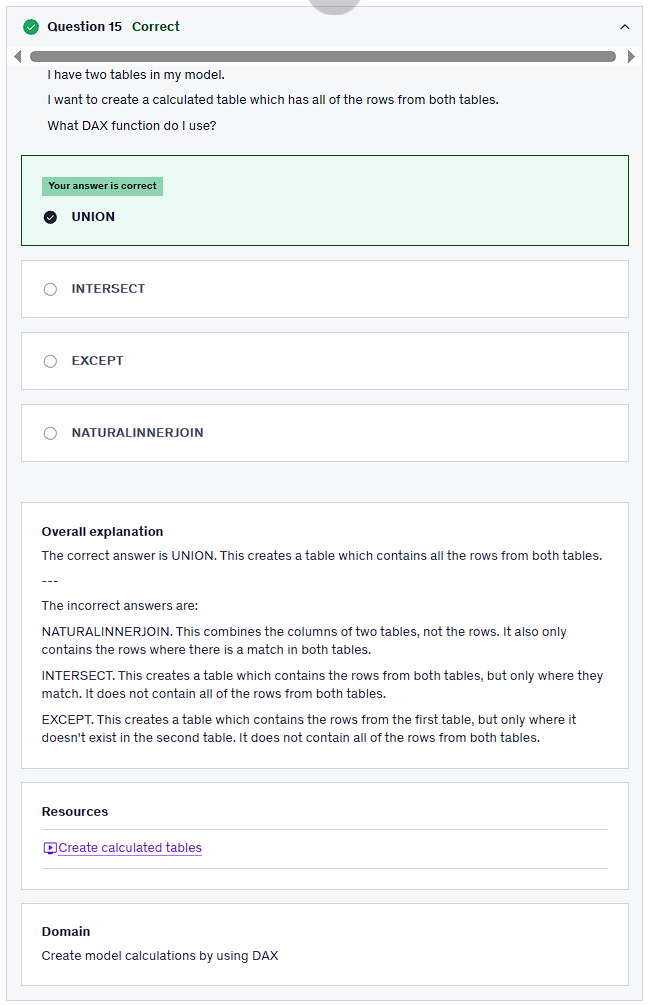 Question 15 Correct
I have two tables in my model.
I want to create a calculated table which has all of the rows from both tables.
What DAX function do I use?
Your answer is correct
UNION
INTERSECT
EXCEPT
NATURALINNERJOIN
Overall explanation
The correct answer is UNION. This creates a table which contains all the rows from both tables.
---
The incorrect answers are:
NATURALINNERJOIN. This combines the columns of two tables, not the rows. It also only
contains the rows where there is a match in both tables.
INTERSECT. This creates a table which contains the rows from both tables, but only where they
match. It does not contain all of the rows from both tables.
EXCEPT. This creates a table which contains the rows from the first table, but only where it
doesn't exist in the second table. It does not contain all of the rows from both tables.
Resources
Create calculated tables
Domain
Create model calculations by using DAX